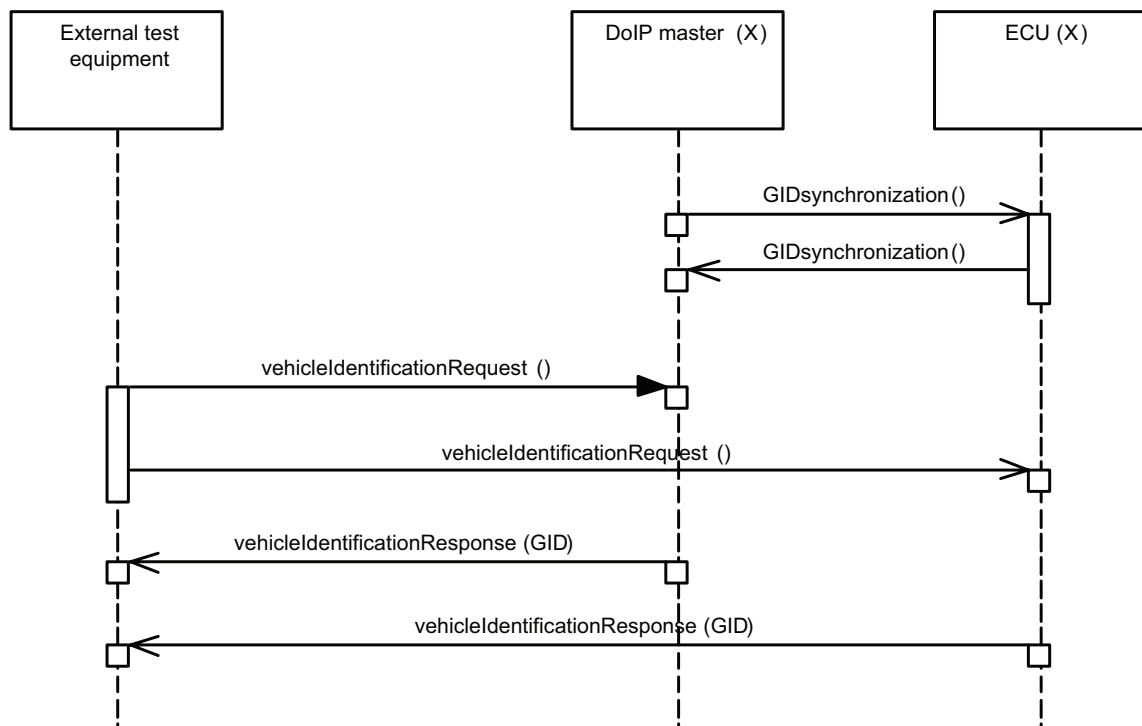 External test
equipment
DoIP master (X)
ECU (X)
GIDsynchronization()
GIDsynchronization()
vehicleIdentificationRequest ()
vehicleIdentificationRequest ()
vehicleIdentificationResponse (GID)
vehicleIdentificationResponse (GID)